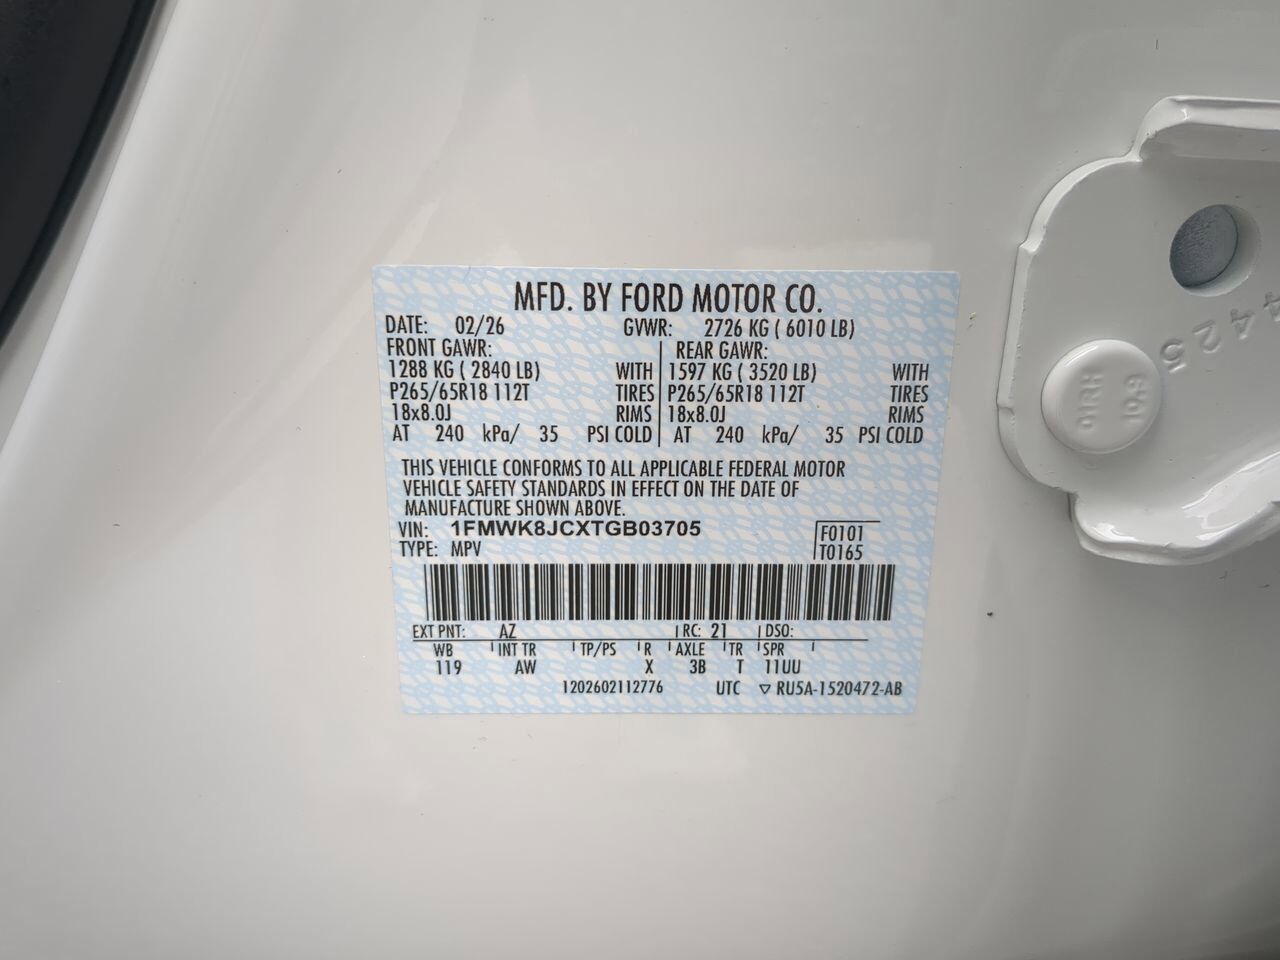 MFD. BY FORD MOTOR CO.
DATE: 02/26 GVWR: 2726 KG ( 6010 LB)
FRONT GAWR: REAR GAWR:
1288 KG ( 2840 LB) WITH 1597 KG ( 3520 LB) WITH
P265/65R18 112T TIRES P265/65R18 112T TIRES
18x8.0J RIMS 18x8.0J RIMS
AT 240 kPa/ 35 PSI COLD AT 240 kPa/ 35 PSI COLD
THIS VEHICLE CONFORMS TO ALL APPLICABLE FEDERAL MOTOR
VEHICLE SAFETY STANDARDS IN EFFECT ON THE DATE OF
MANUFACTURE SHOWN ABOVE.
VIN: 1FMWK8JCXTGB03705 F0101
TYPE: MPV T0165
EXT PNT: AZ RC: 21 DSO:
WB INT TR TP/PS R AXLE TR SPR
119 AW X 3B T 11UU
1202602112776 UTC ▽ RU5A-1520472-AB